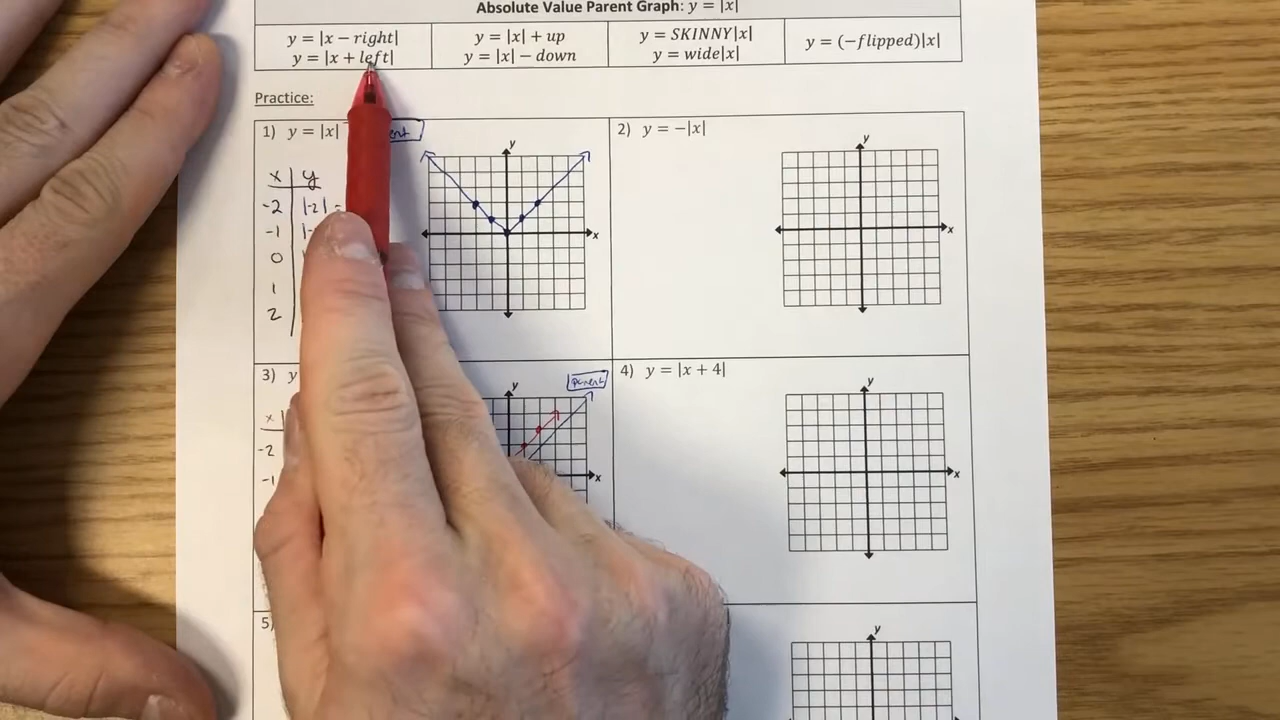 Absolute Value Parent Graph: y = |x|
y = |x − right|
y = |x + left|
y = |x| + up
y = |x| − down
y = SKINNY|x|
y = wide|x|
y = (−flipped)|x|
Practice:
1) y = |x|
x y
-2 |-2| =
-1
0
1
2
y
x
2) y = −|x|
y
x
3) y
x
-2
-1
parent
y
x
4) y = |x + 4|
y
x
5)
y